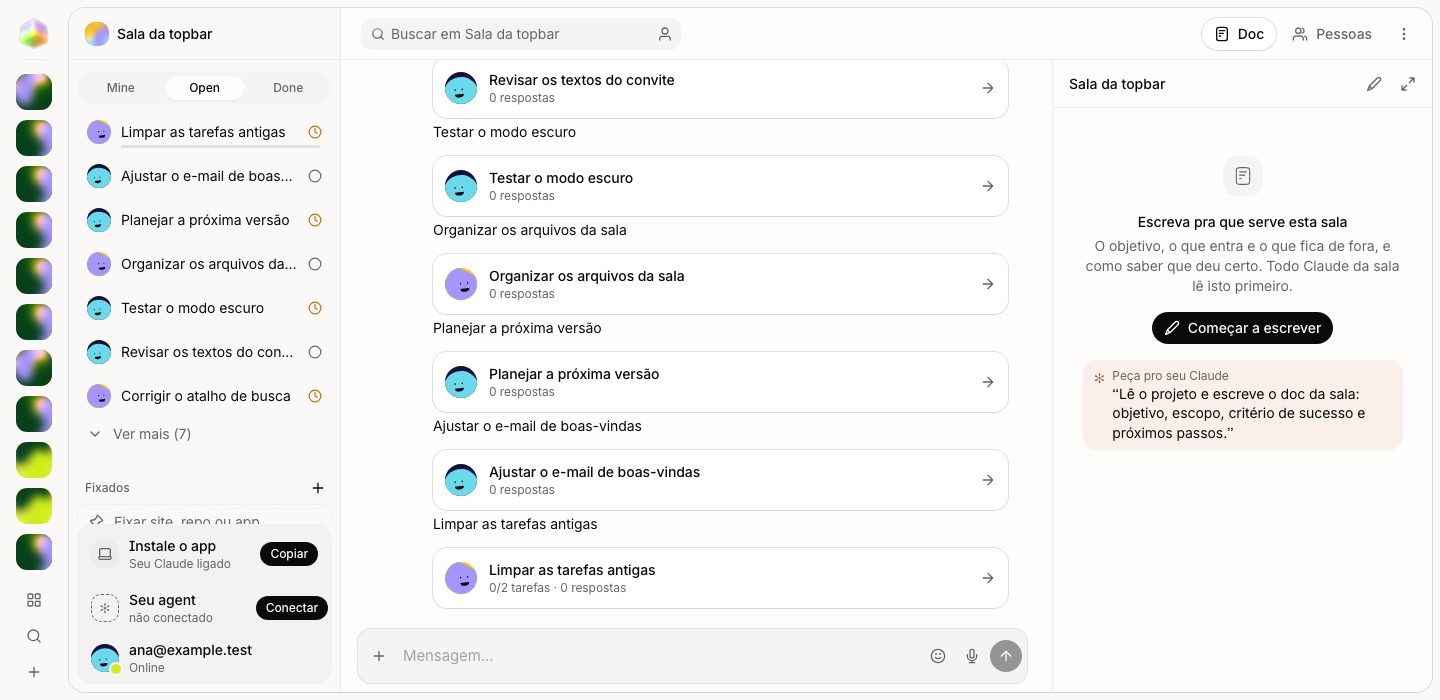 Sala da topbar
Buscar em Sala da topbar
Doc
Pessoas
Mine
Open
Done
Limpar as tarefas antigas
Ajustar o e-mail de boas...
Planejar a próxima versão
Organizar os arquivos da...
Testar o modo escuro
Revisar os textos do con...
Corrigir o atalho de busca
Ver mais (7)
Fixados
Fixar site, repo ou app
Instale o app
Seu Claude ligado
Copiar
Seu agent
não conectado
Conectar
ana@example.test
Online
Revisar os textos do convite
0 respostas
Testar o modo escuro
Testar o modo escuro
0 respostas
Organizar os arquivos da sala
Organizar os arquivos da sala
0 respostas
Planejar a próxima versão
Planejar a próxima versão
0 respostas
Ajustar o e-mail de boas-vindas
Ajustar o e-mail de boas-vindas
0 respostas
Limpar as tarefas antigas
Limpar as tarefas antigas
0/2 tarefas · 0 respostas
Mensagem...
Sala da topbar
Escreva pra que serve esta sala
O objetivo, o que entra e o que fica de fora, e
como saber que deu certo. Todo Claude da sala
lê isto primeiro.
Começar a escrever
Peça pro seu Claude
“Lê o projeto e escreve o doc da sala:
objetivo, escopo, critério de sucesso e
próximos passos.”